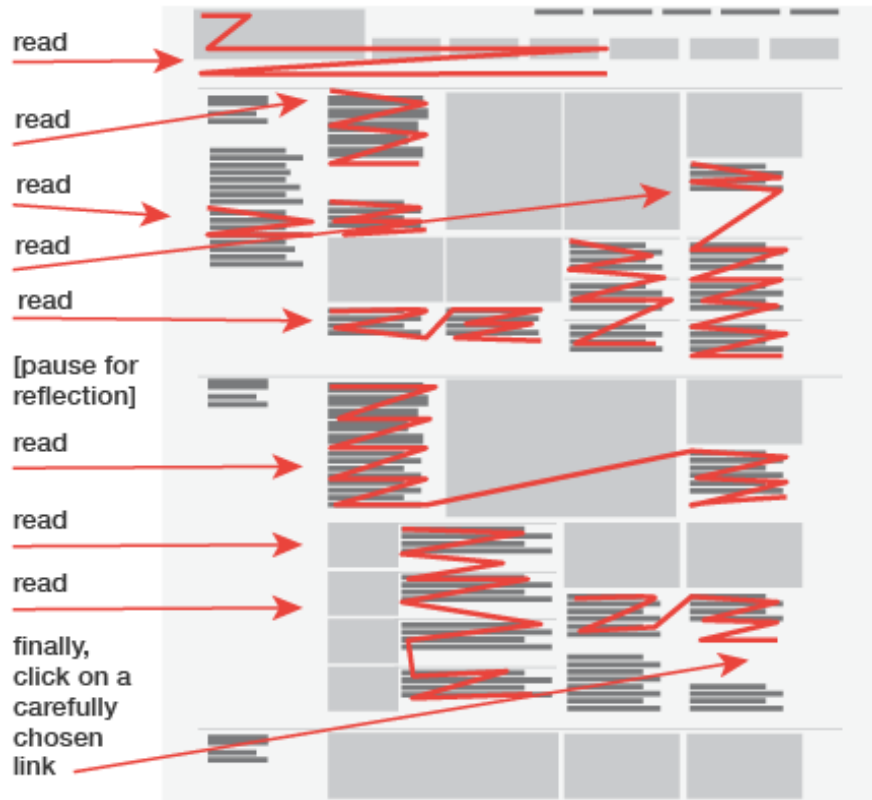 read
read
read
read
read
[pause for
reflection]
read
read
read
finally,
click on a
carefully
chosen
link